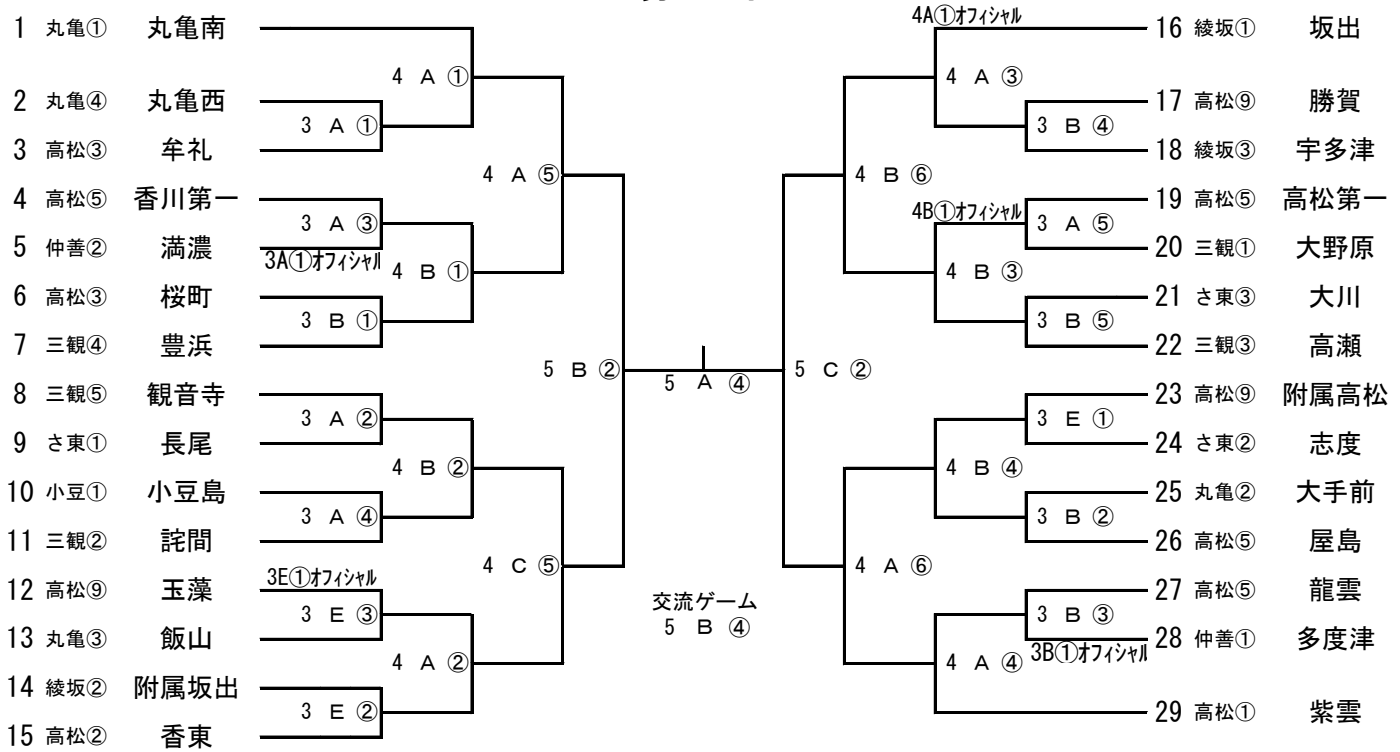 4A①オフィシャル
1 丸亀① 丸亀南
16 綾坂① 坂出
4 A ①
4 A ③
2 丸亀④ 丸亀西
17 高松⑨ 勝賀
3 A ①
3 B ④
3 高松③ 牟礼
18 綾坂③ 宇多津
4 A ⑤
4 B ⑥
4 高松⑤ 香川第一
19 高松⑤ 高松第一
4B①オフィシャル
3 A ③
3 A ⑤
5 仲善② 満濃
20 三観① 大野原
3A①オフィシャル
4 B ①
4 B ③
6 高松③ 桜町
21 さ東③ 大川
3 B ①
3 B ⑤
7 三観④ 豊浜
22 三観③ 高瀬
5 B ②
5 A ④
5 C ②
8 三観⑤ 観音寺
23 高松⑨ 附属高松
3 A ②
3 E ①
9 さ東① 長尾
24 さ東② 志度
4 B ②
4 B ④
10 小豆① 小豆島
25 丸亀② 大手前
3 A ④
3 B ②
11 三観② 詫間
26 高松⑤ 屋島
4 C ⑤
4 A ⑥
3E①オフィシャル
12 高松⑨ 玉藻
27 高松⑤ 龍雲
交流ゲーム
5 B ④
3 E ③
3 B ③
13 丸亀③ 飯山
28 仲善① 多度津
3B①オフィシャル
4 A ②
4 A ④
14 綾坂② 附属坂出
3 E ②
29 高松① 紫雲
15 高松② 香東